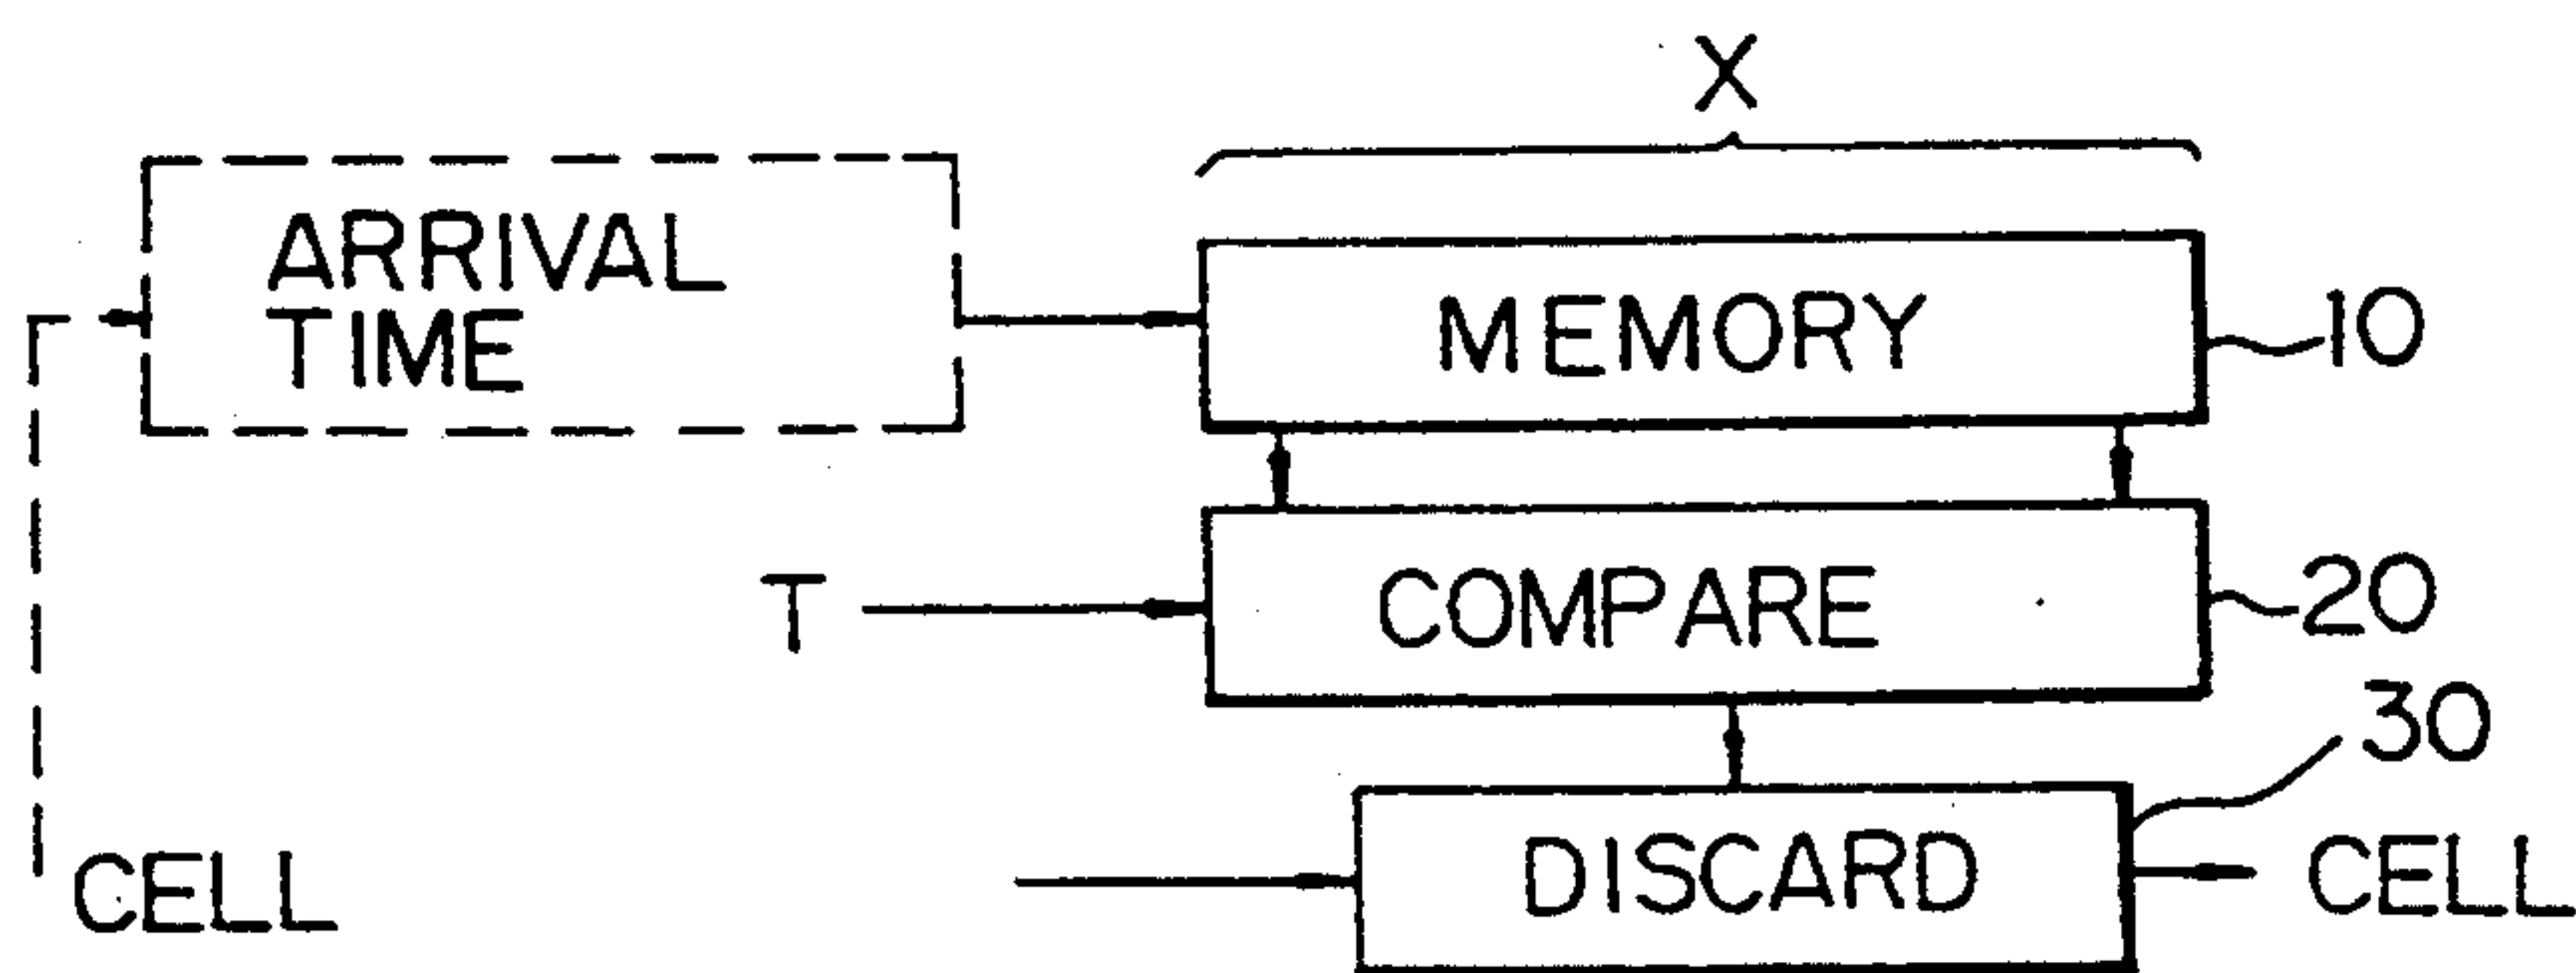 X
ARRIVAL
TIME
MEMORY
10
T
COMPARE
20
30
CELL
DISCARD
CELL